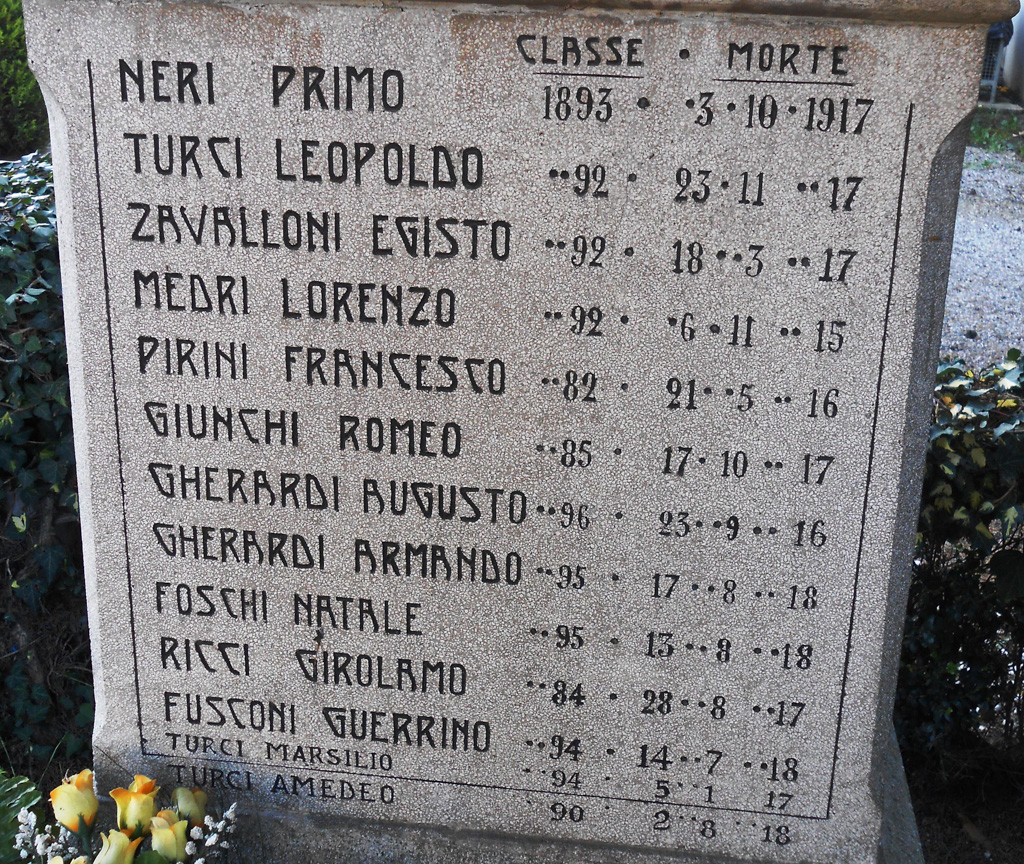 CLASSE • MORTE
NERI PRIMO 1893 • •3•10•1917
TURCI LEOPOLDO ••92 • 23•11 ••17
ZAVALLONI EGISTO ••92 • 18••3 ••17
MEDRI LORENZO ••92 • •6•11 ••15
PIRINI FRANCESCO ••82 • 21••5 ••16
GIUNCHI ROMEO ••85 • 17•10 ••17
GHERARDI AUGUSTO ••96 • 23••9 ••16
GHERARDI ARMANDO ••95 • 17••8 ••18
FOSCHI NATALE ••95 • 13••8 ••18
RICCI GIROLAMO ••84 • 28••8 ••17
FUSCONI GUERRINO ••94 • 14••7 ••18
TURCI MARSILIO ••94 5••1 17
TURCI AMEDEO 90 2••8 ••18